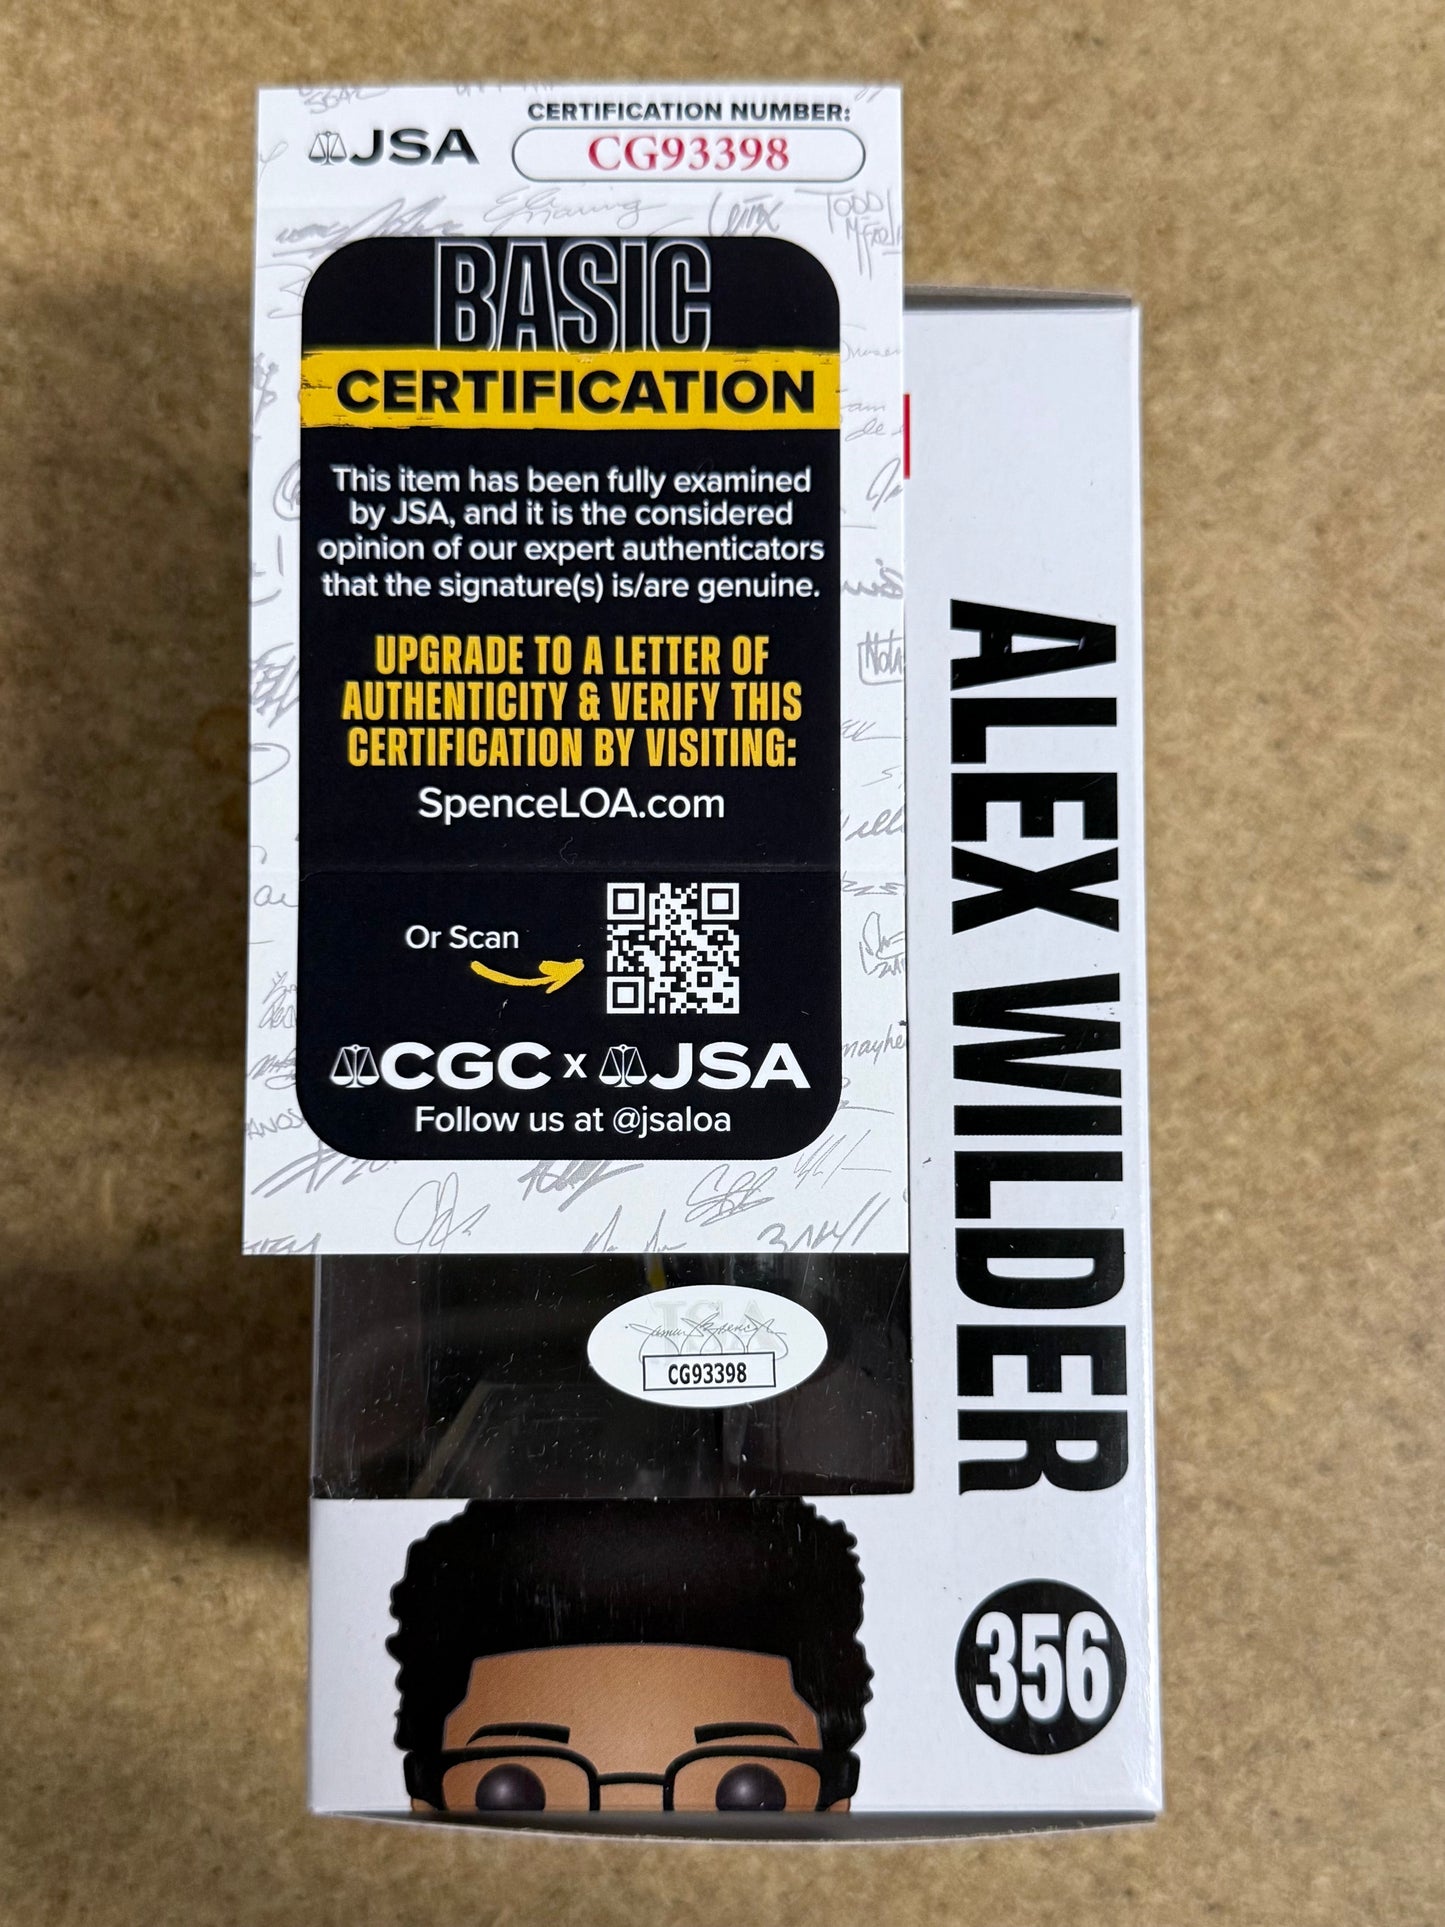 JSA
CERTIFICATION NUMBER:
CG93398
BASIC
CERTIFICATION
This item has been fully examined
by JSA, and it is the considered
opinion of our expert authenticators
that the signature(s) is/are genuine.
UPGRADE TO A LETTER OF
AUTHENTICITY & VERIFY THIS
CERTIFICATION BY VISITING:
SpenceLOA.com
Or Scan
CGC x JSA
Follow us at @jsaloa
JSA
CG93398
ALEX WILDER
356